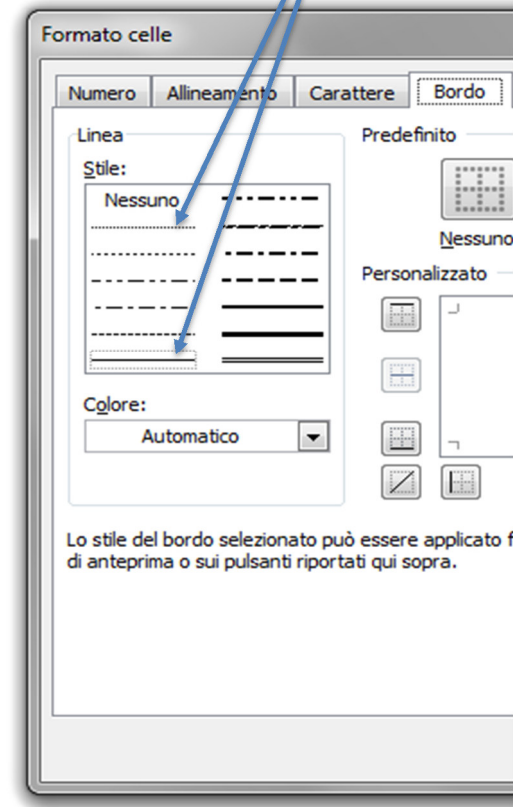 Formato celle
Numero Allineamento Carattere Bordo
Linea
Stile:
Nessuno
Colore:
Automatico
Predefinito
Nessuno
Personalizzato
Lo stile del bordo selezionato può essere applicato f
di anteprima o sui pulsanti riportati qui sopra.